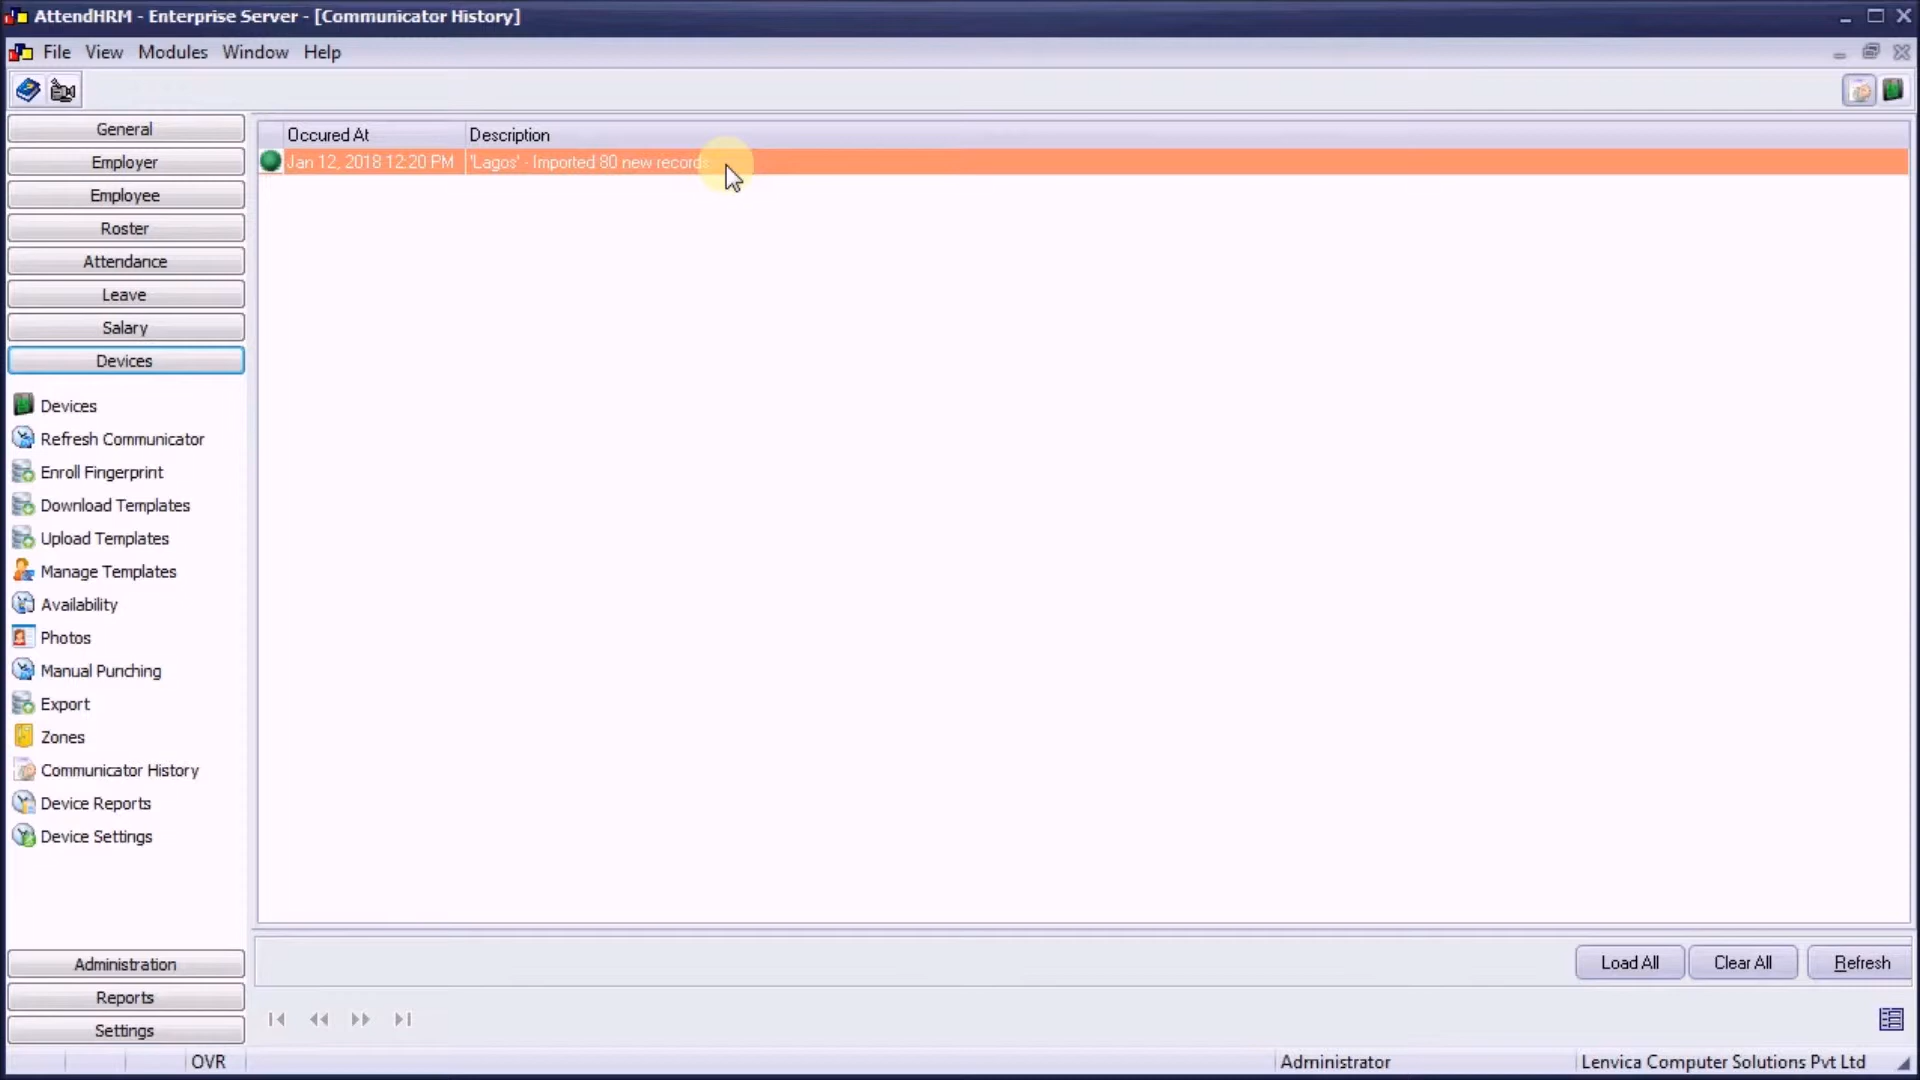 AttendHRM - Enterprise Server - [Communicator History]
File View Modules Window Help
General
Employer
Employee
Roster
Attendance
Leave
Salary
Devices
Devices
Refresh Communicator
Enroll Fingerprint
Download Templates
Upload Templates
Manage Templates
Availability
Photos
Manual Punching
Export
Zones
Communicator History
Device Reports
Device Settings
Administration
Reports
Settings
Occured At Description
Jan 12, 2018 12:20 PM 'Lagos' - Imported 80 new records
Load All Clear All Refresh
OVR Administrator Lenvica Computer Solutions Pvt Ltd